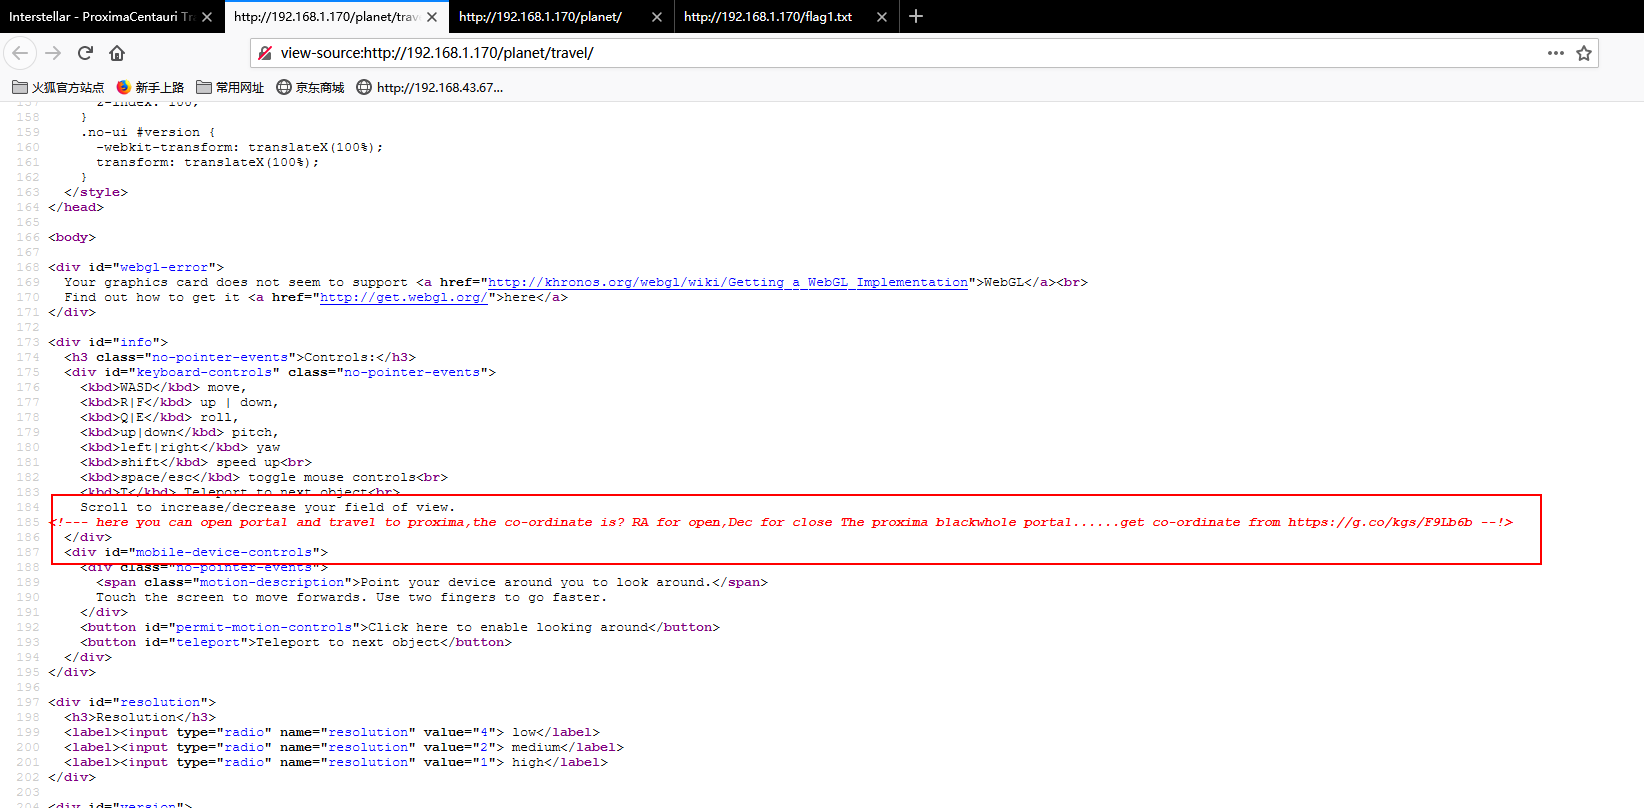 Interstellar - ProximaCentauri Tr
http://192.168.1.170/planet/trave
http://192.168.1.170/planet/
http://192.168.1.170/flag1.txt
view-source:http://192.168.1.170/planet/travel/
火狐官方站点 新手上路 常用网址 京东商城 http://192.168.43.67...
157 z-index: 100;
158 }
159 .no-ui #version {
160 -webkit-transform: translateX(100%);
161 transform: translateX(100%);
162 }
163 </style>
164 </head>
165
166 <body>
167
168 <div id="webgl-error">
169 Your graphics card does not seem to support <a href="http://khronos.org/webgl/wiki/Getting_a_WebGL_Implementation">WebGL</a><br>
170 Find out how to get it <a href="http://get.webgl.org/">here</a>
171 </div>
172
173 <div id="info">
174 <h3 class="no-pointer-events">Controls:</h3>
175 <div id="keyboard-controls" class="no-pointer-events">
176 <kbd>WASD</kbd> move,
177 <kbd>R|F</kbd> up | down,
178 <kbd>Q|E</kbd> roll,
179 <kbd>up|down</kbd> pitch,
180 <kbd>left|right</kbd> yaw
181 <kbd>shift</kbd> speed up<br>
182 <kbd>space/esc</kbd> toggle mouse controls<br>
183 <kbd>T</kbd> Teleport to next object<br>
184 Scroll to increase/decrease your field of view.
185 <!--- here you can open portal and travel to proxima,the co-ordinate is? RA for open,Dec for close The proxima blackwhole portal......get co-ordinate from https://g.co/kgs/F9Lb6b --!>
186 </div>
187 <div id="mobile-device-controls">
188 <div class="no-pointer-events">
189 <span class="motion-description">Point your device around you to look around.</span>
190 Touch the screen to move forwards. Use two fingers to go faster.
191 </div>
192 <button id="permit-motion-controls">Click here to enable looking around</button>
193 <button id="teleport">Teleport to next object</button>
194 </div>
195 </div>
196
197 <div id="resolution">
198 <h3>Resolution</h3>
199 <label><input type="radio" name="resolution" value="4"> low</label>
200 <label><input type="radio" name="resolution" value="2"> medium</label>
201 <label><input type="radio" name="resolution" value="1"> high</label>
202 </div>
203
204 <div id="version">